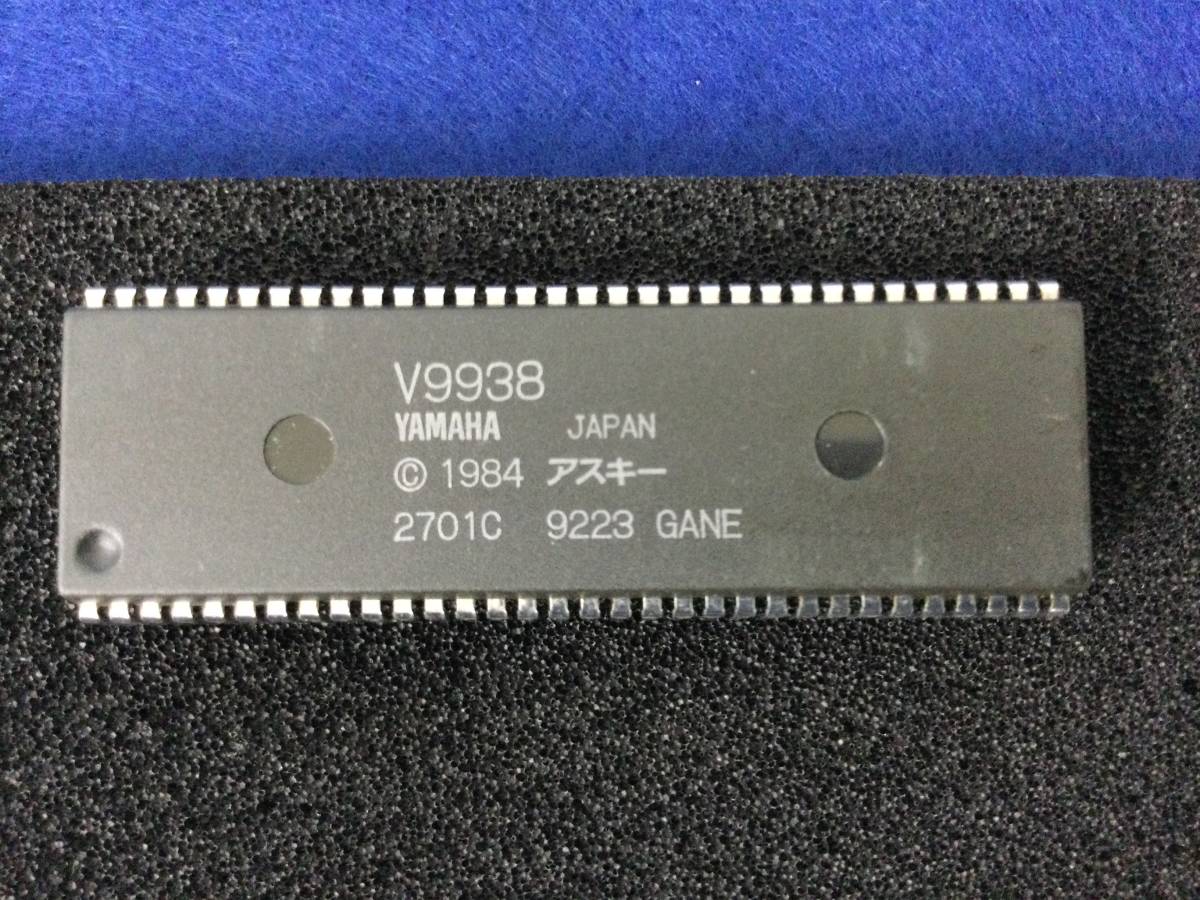 V9938
YAMAHA JAPAN
© 1984 アスキー
2701C 9223 GANE